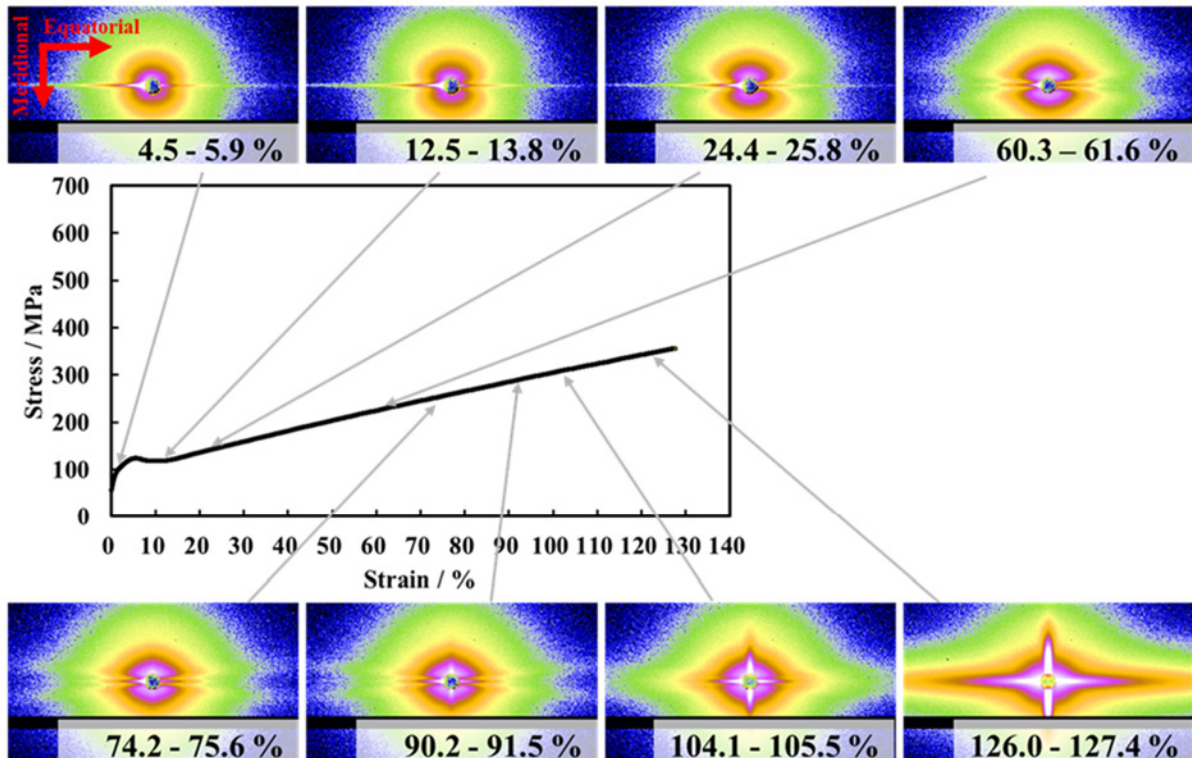 Equatorial
Meridional
4.5 - 5.9 %
12.5 - 13.8 %
24.4 - 25.8 %
60.3 – 61.6 %
700
600
500
400
300
200
100
0
Stress / MPa
0 10 20 30 40 50 60 70 80 90 100 110 120 130 140
Strain / %
74.2 - 75.6 %
90.2 - 91.5 %
104.1 - 105.5 %
126.0 - 127.4 %